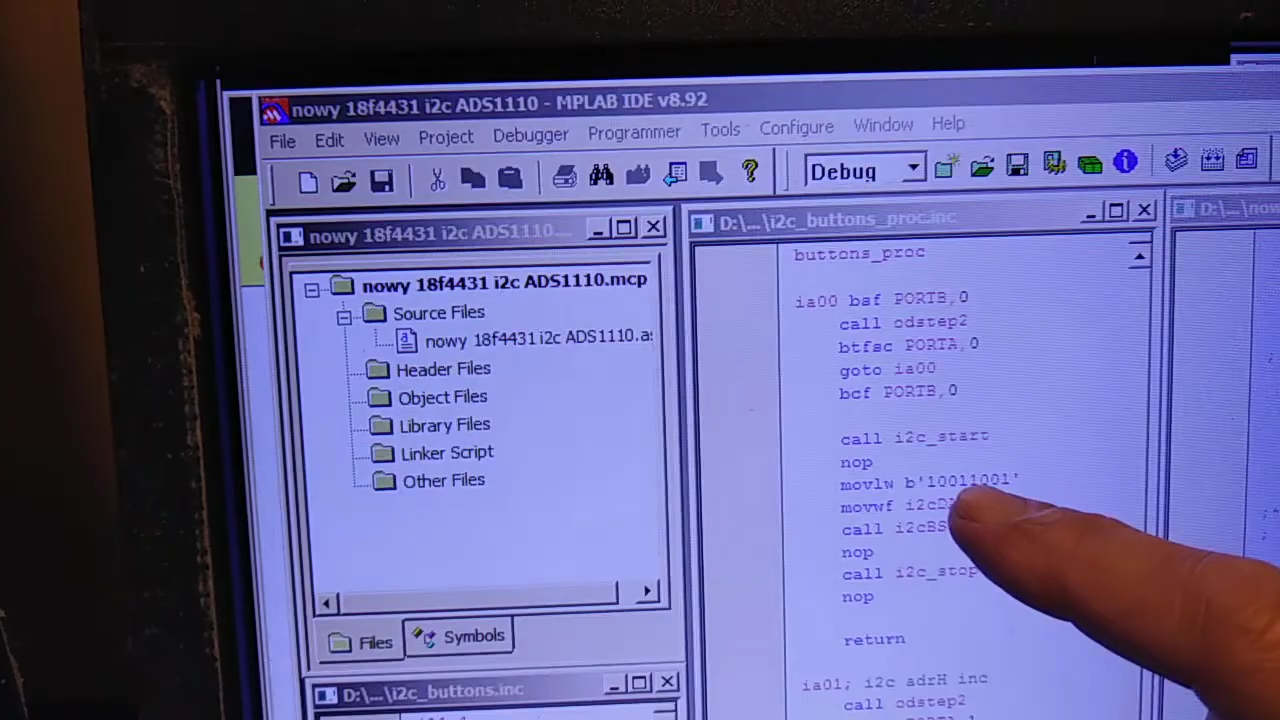 nowy 18f4431 i2c ADS1110 - MPLAB IDE v8.92
File Edit View Project Debugger Programmer Tools Configure Window Help
Debug
nowy 18f4431 i2c ADS1110....
nowy 18f4431 i2c ADS1110.mcp
Source Files
nowy 18f4431 i2c ADS1110.as
Header Files
Object Files
Library Files
Linker Script
Other Files
Files
Symbols
D:\...\i2c_buttons.inc
D:\...\i2c_buttons_proc.inc
buttons_proc
ia00 bsf PORTB,0
call odstep2
btfsc PORTA,0
goto ia00
bcf PORTB,0
call i2c_start
nop
movlw b'10011001'
movwf
call
nop
call i2c_stop
nop
return
ia01; i2c adrH inc
call odstep2
D:\...\now